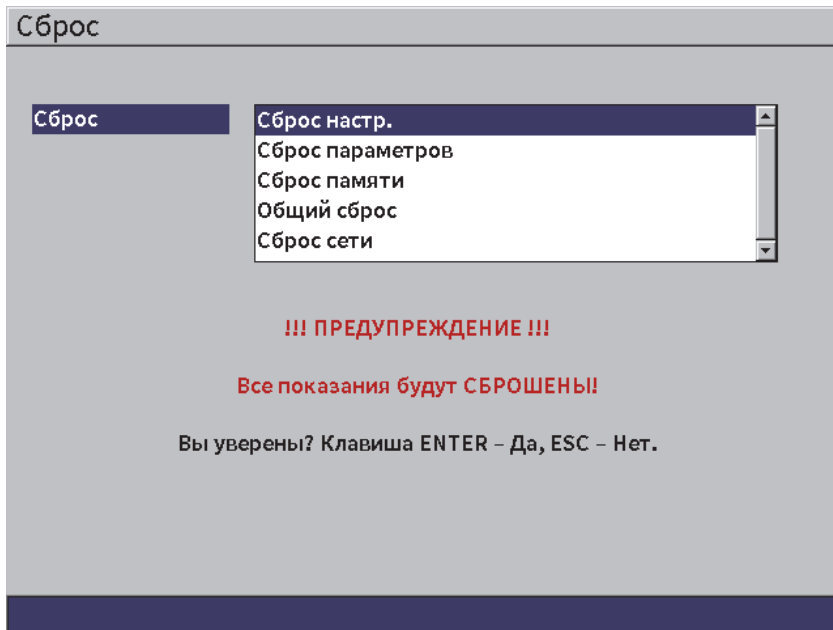 Сброс
Сброс
Сброс настр.
Сброс параметров
Сброс памяти
Общий сброс
Сброс сети
!!! ПРЕДУПРЕЖДЕНИЕ !!!
Все показания будут СБРОШЕНЫ!
Вы уверены? Клавиша ENTER – Да, ESC – Нет.